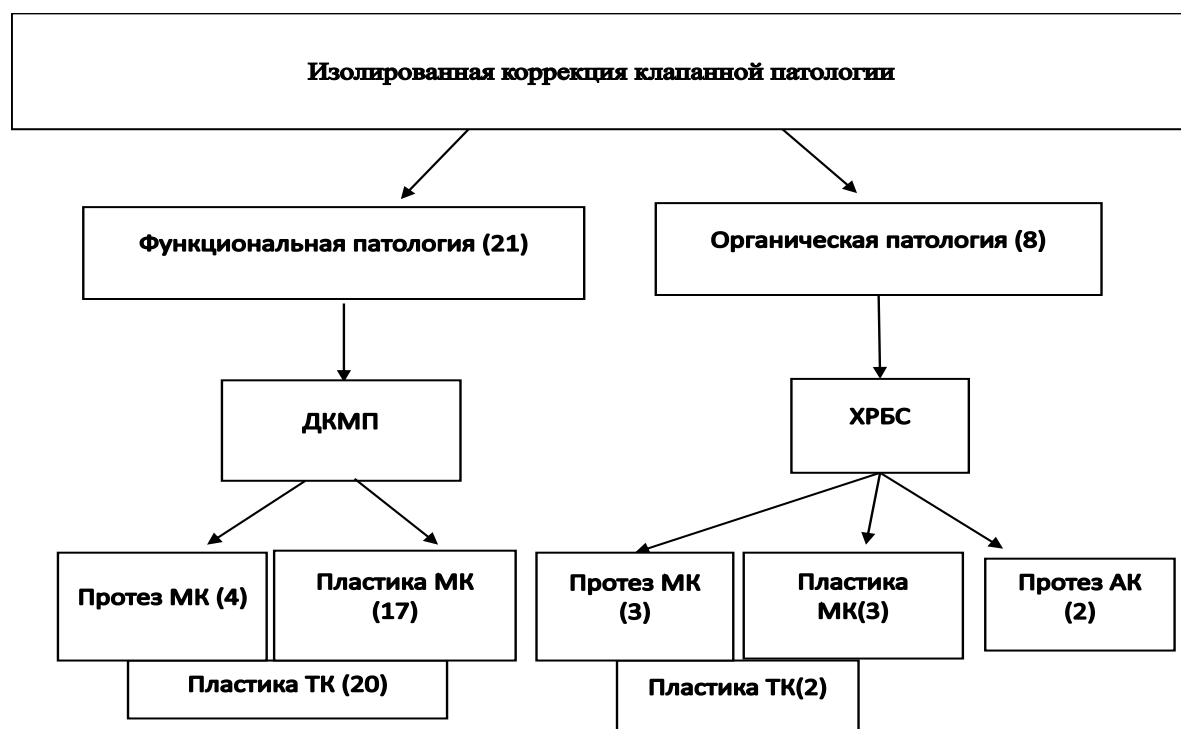 Изолированная коррекция клапанной патологии
Функциональная патология (21)
Органическая патология (8)
ДКМП
ХРБС
Протез МК (4)
Пластика МК
(17)
Протез МК
(3)
Пластика
МК(3)
Протез АК
(2)
Пластика ТК (20)
Пластика ТК(2)